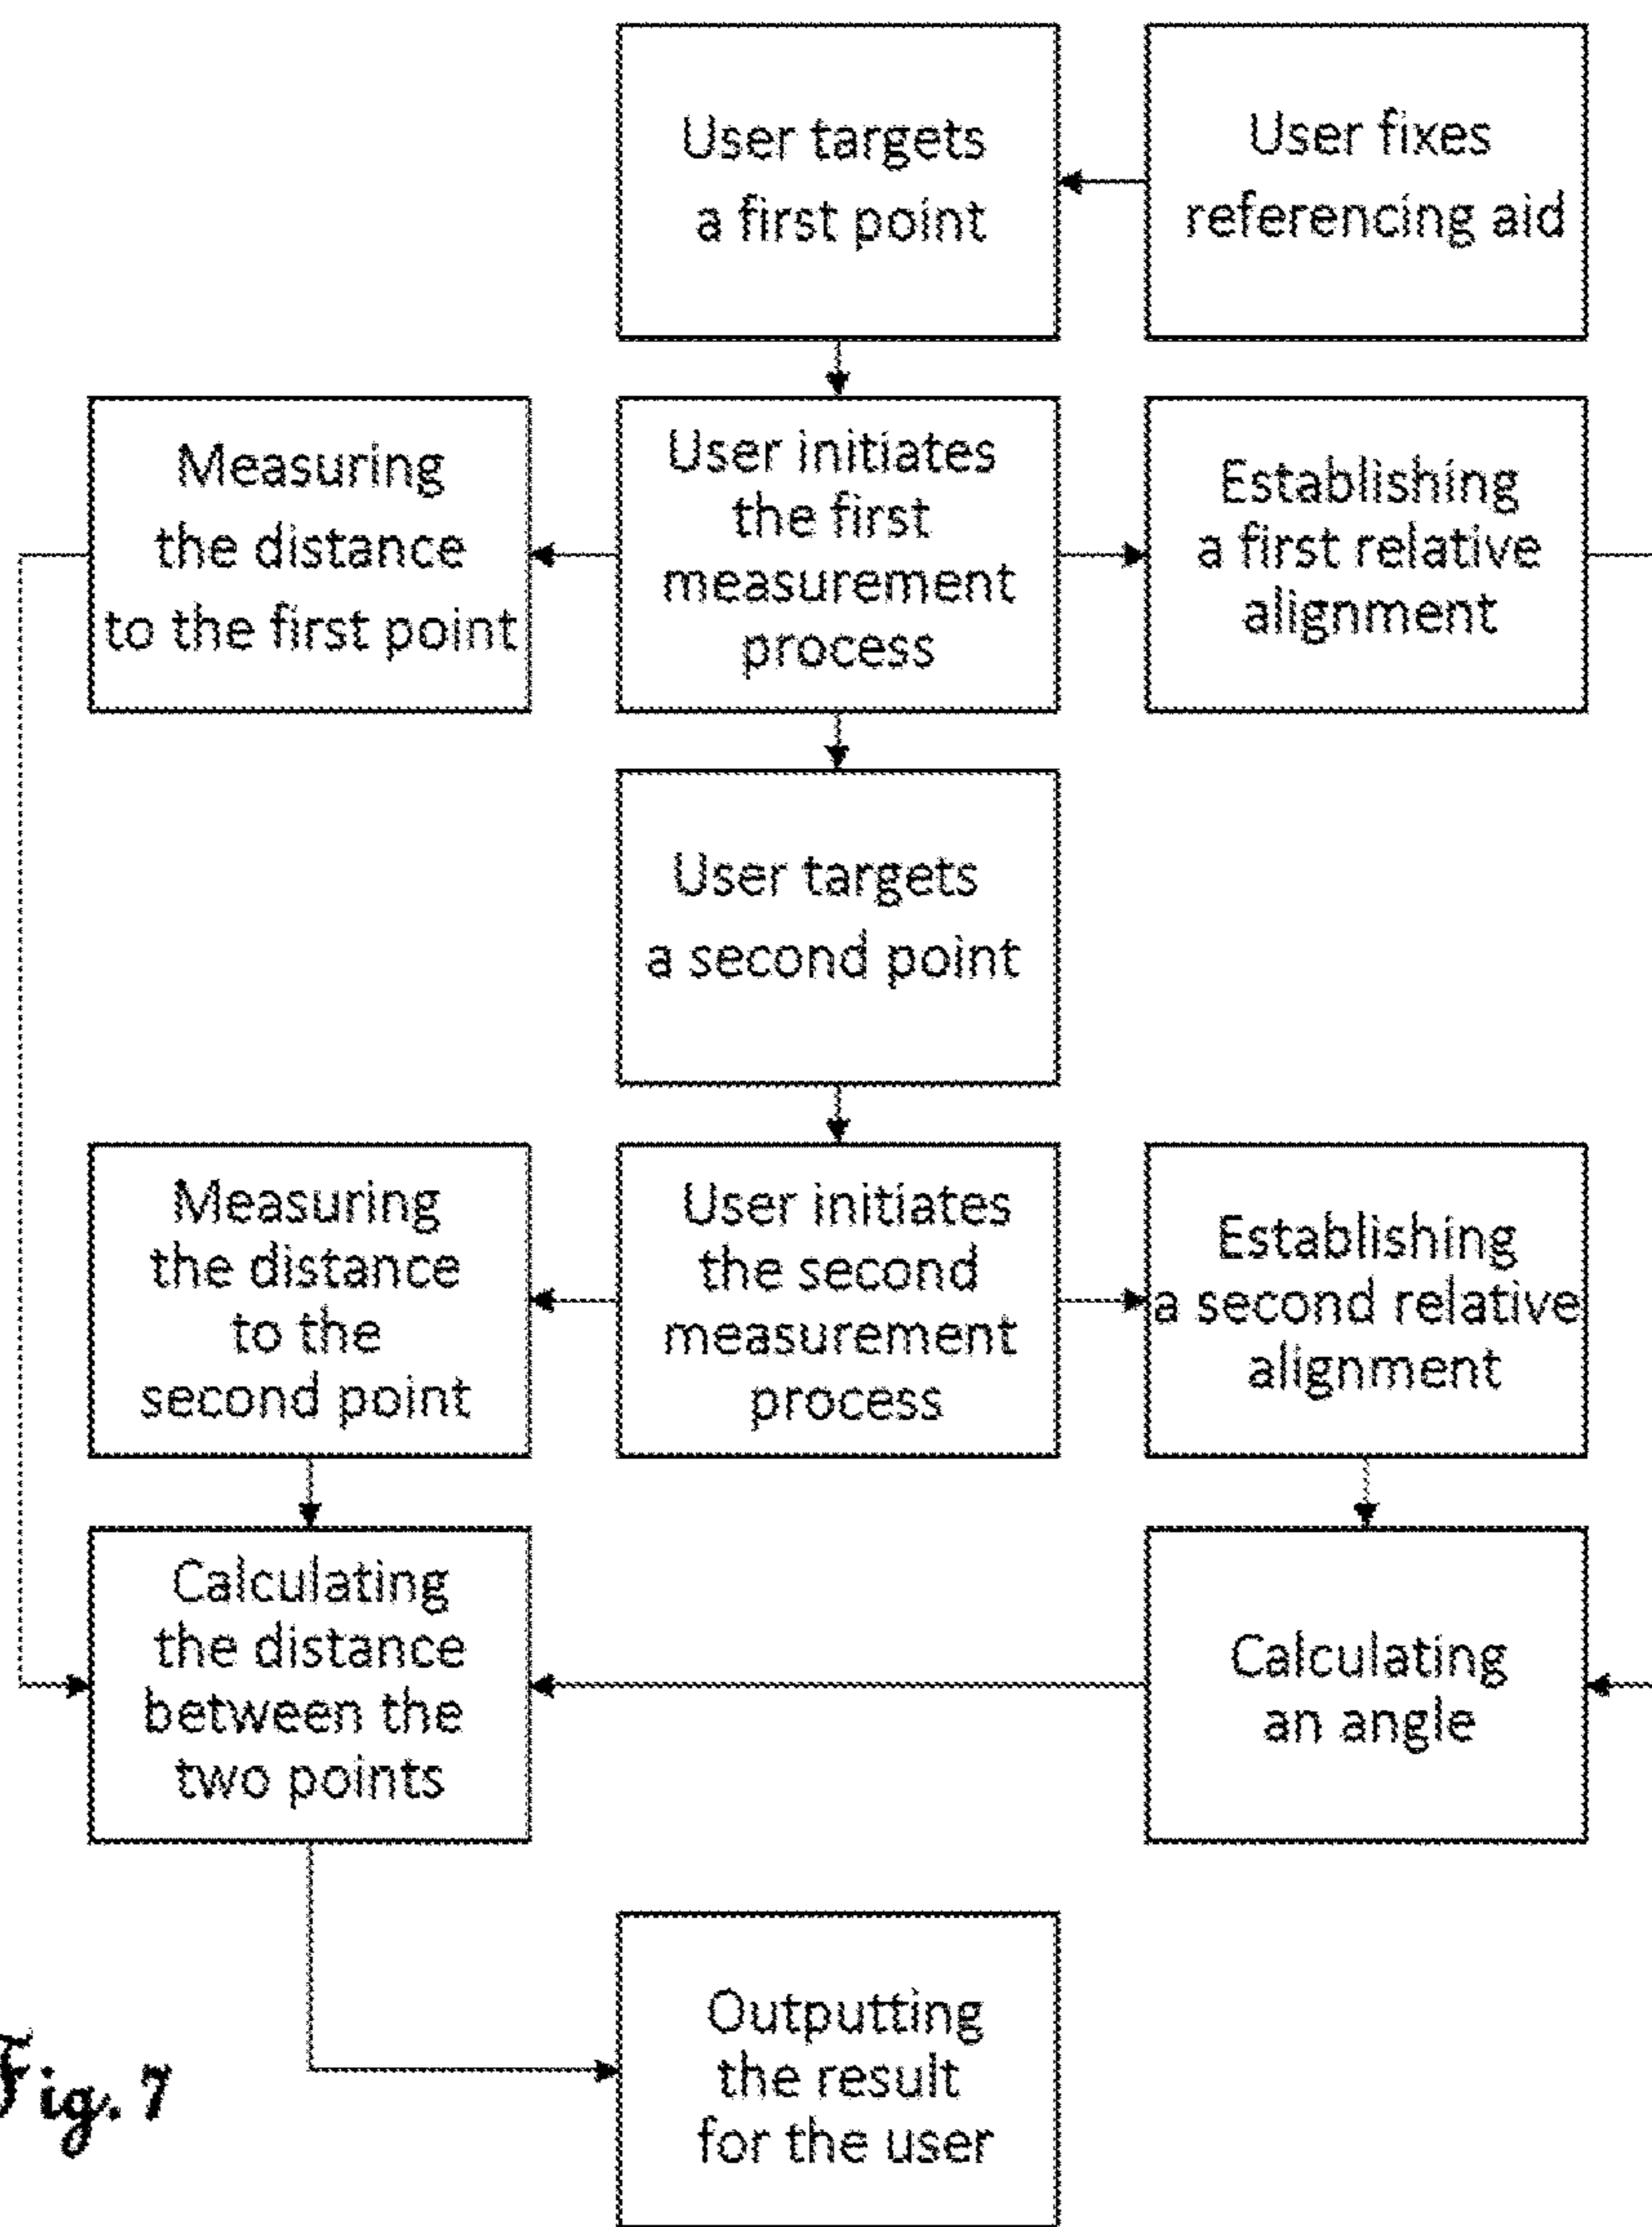 User targets
a first point
User fixes
referencing aid
Measuring
the distance
to the first point
User initiates
the first
measurement
process
Establishing
a first relative
alignment
User targets
a second point
Measuring
the distance
to the
second point
User initiates
the second
measurement
process
Establishing
a second relative
alignment
Calculating
the distance
between the
two points
Calculating
an angle
Outputting
the result
for the user
Fig. 7